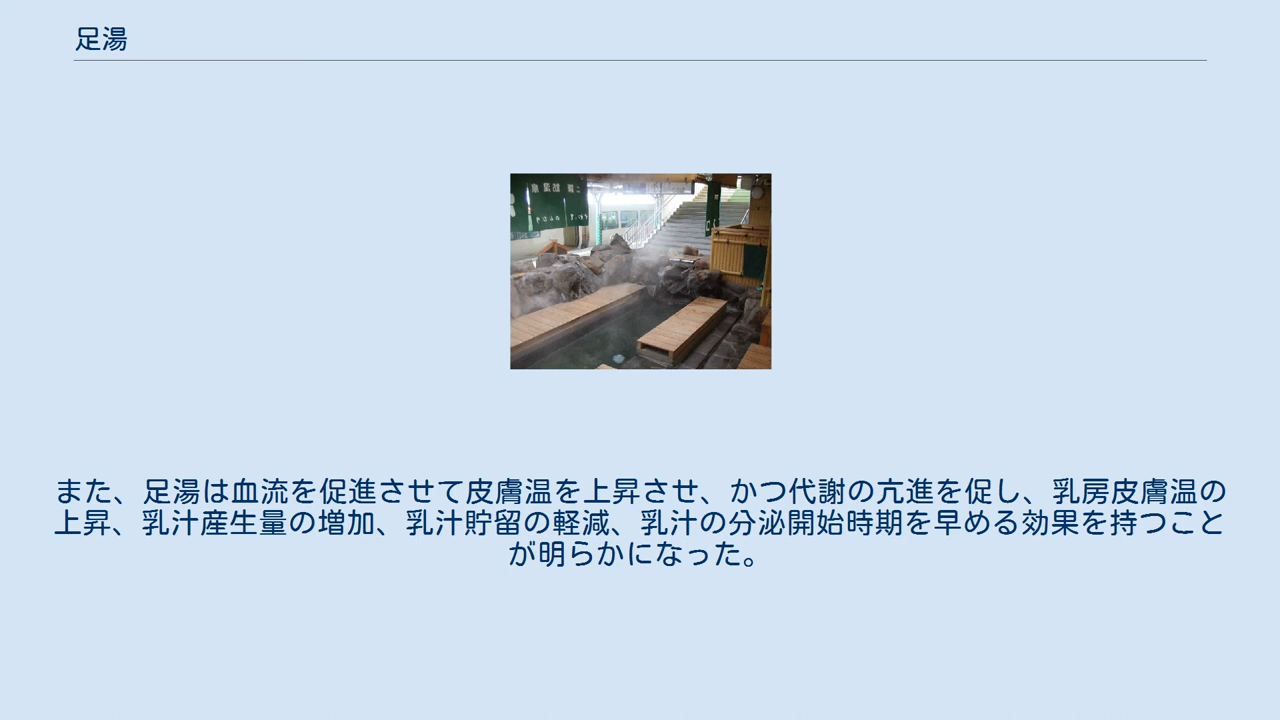 足湯
また、足湯は血流を促進させて皮膚温を上昇させ、かつ代謝の亢進を促し、乳房皮膚温の
上昇、乳汁産生量の増加、乳汁貯留の軽減、乳汁の分泌開始時期を早める効果を持つこと
が明らかになった。